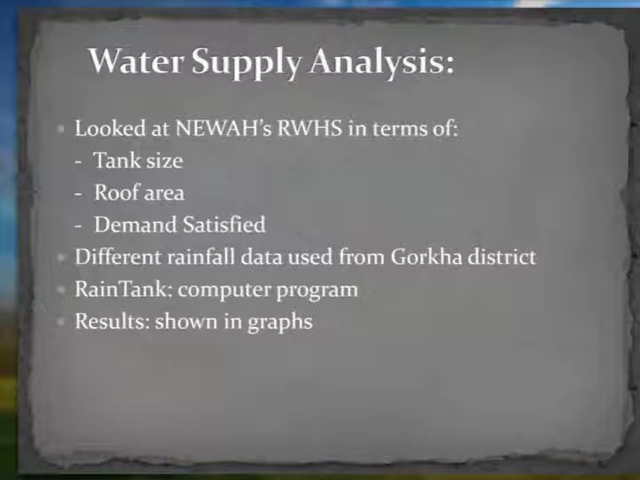 Water Supply Analysis:
Looked at NEWAH's RWHS in terms of:
- Tank size
- Roof area
- Demand Satisfied
Different rainfall data used from Gorkha district
RainTank: computer program
Results: shown in graphs